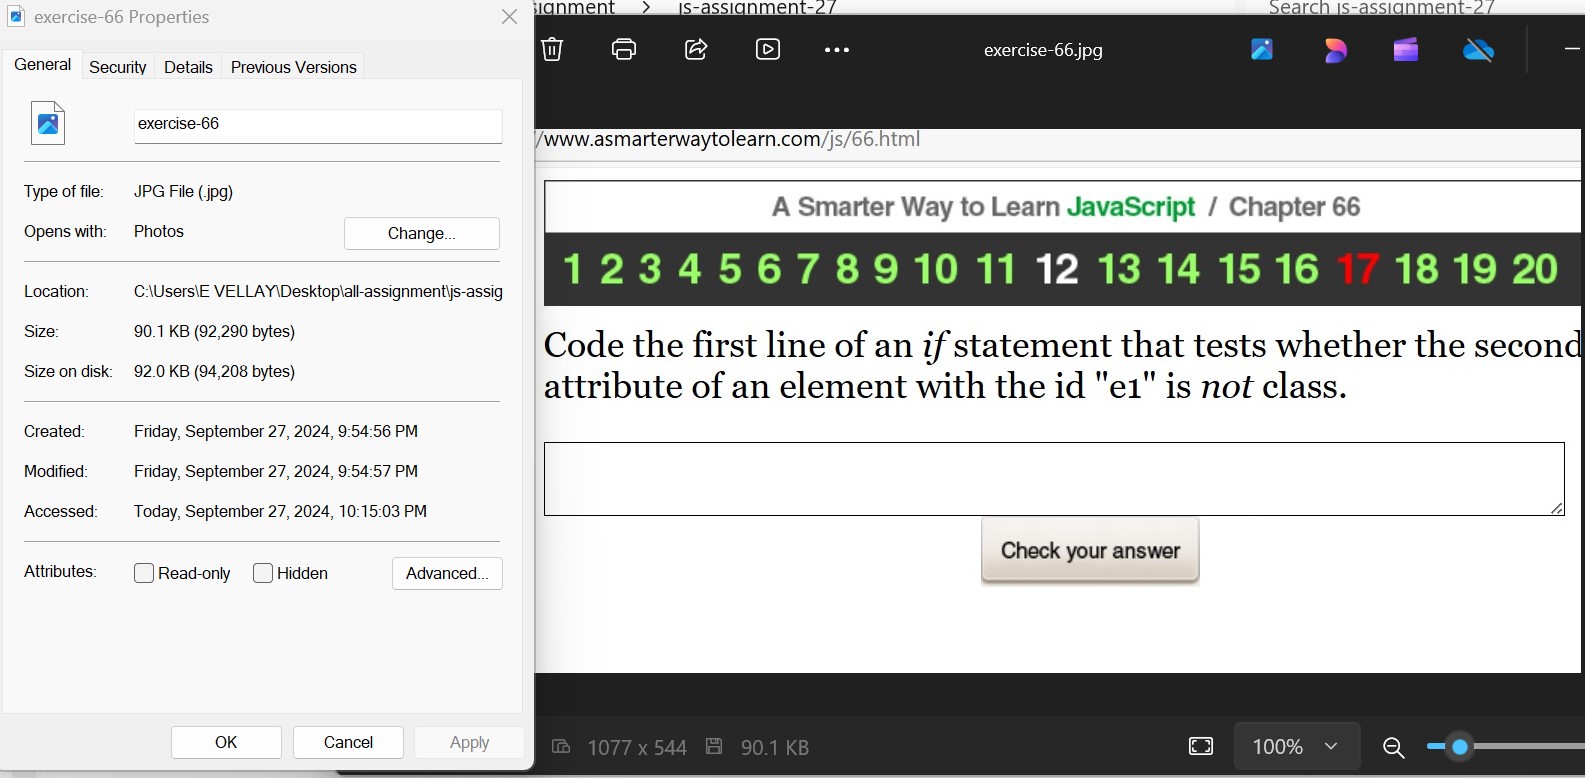 exercise-66 Properties
General Security Details Previous Versions
exercise-66
Type of file: JPG File (.jpg)
Opens with: Photos Change...
Location: C:\Users\E VELLAY\Desktop\all-assignment\js-assig
Size: 90.1 KB (92,290 bytes)
Size on disk: 92.0 KB (94,208 bytes)
Created: Friday, September 27, 2024, 9:54:56 PM
Modified: Friday, September 27, 2024, 9:54:57 PM
Accessed: Today, September 27, 2024, 10:15:03 PM
Attributes: Read-only Hidden Advanced...
OK Cancel Apply
signment > js-assignment-27 Search js-assignment-27
exercise-66.jpg
/www.asmarterwaytolearn.com/js/66.html
A Smarter Way to Learn JavaScript / Chapter 66
1 2 3 4 5 6 7 8 9 10 11 12 13 14 15 16 17 18 19 20
Code the first line of an if statement that tests whether the second
attribute of an element with the id "e1" is not class.
Check your answer
1077 x 544 90.1 KB 100%